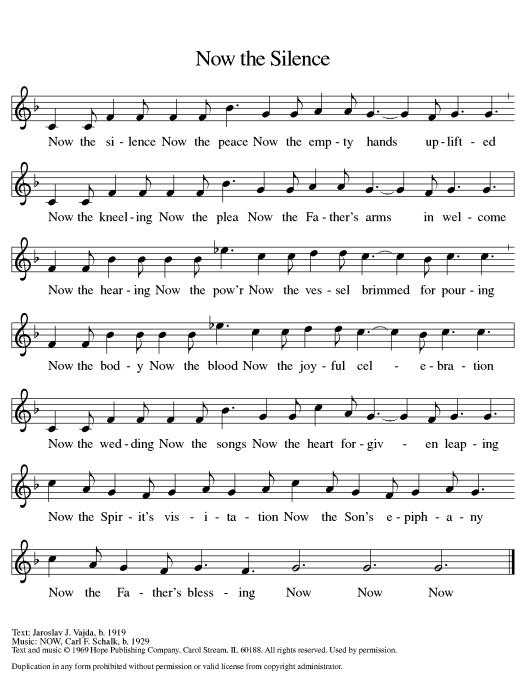 Now the Silence
Now the si - lence Now the peace Now the emp - ty hands up - lift - ed
Now the kneel - ing Now the plea Now the Fa - ther's arms in wel - come
Now the hear - ing Now the pow'r Now the ves - sel brimmed for pour - ing
Now the bod - y Now the blood Now the joy - ful cel - e - bra - tion
Now the wed - ding Now the songs Now the heart for - giv - en leap - ing
Now the Spir - it's vis - i - ta - tion Now the Son's e - piph - a - ny
Now the Fa - ther's bless - ing Now Now Now
Text: Jaroslav J. Vajda, b. 1919
Music: NOW, Carl F. Schalk, b. 1929
Text and music © 1969 Hope Publishing Company, Carol Stream, IL 60188. All rights reserved. Used by permission.
Duplication in any form prohibited without permission or valid license from copyright administrator.